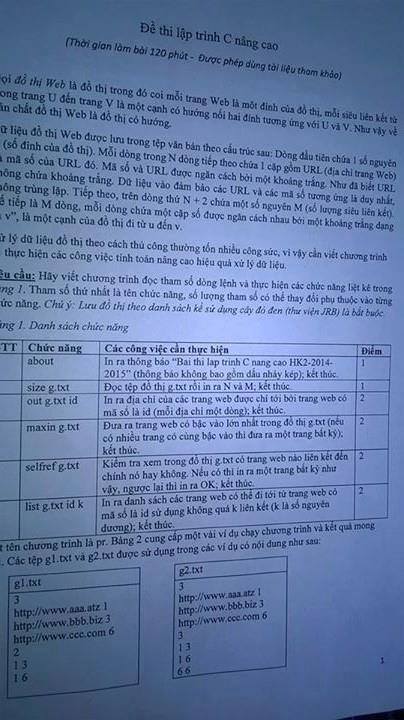 Đề thi lập trình C nâng cao
(Thời gian làm bài 120 phút - Được phép dùng tài liệu tham khảo)
ọi đồ thị Web là đồ thị trong đó coi mỗi trang Web là một đỉnh của đồ thị, mỗi siêu liên kết từ
ong trang U đến trang V là một cạnh có hướng nối hai đỉnh tương ứng với U và V. Như vậy về
ản chất đồ thị Web là đồ thị có hướng.
ữ liệu đồ thị Web được lưu trong tệp văn bản theo cấu trúc sau: Dòng đầu tiên chứa 1 số nguyên
(số đỉnh của đồ thị). Mỗi dòng trong N dòng tiếp theo chứa 1 cặp gồm URL (địa chỉ trang Web)
mã số của URL đó. Mã số và URL được ngăn cách bởi một khoảng trắng. Như đã biết URL
hông chứa khoảng trắng. Dữ liệu vào đảm bảo các URL và các mã số tương ứng là duy nhất,
hông trùng lặp. Tiếp theo, trên dòng thứ N + 2 chứa một số nguyên M (số lượng siêu liên kết).
ế tiếp là M dòng, mỗi dòng chứa một cặp số được ngăn cách nhau bởi một khoảng trắng dạng
v", là một cạnh của đồ thị đi từ u đến v.
ử lý dữ liệu đồ thị theo cách thủ công thường tốn nhiều công sức, vì vậy cần viết chương trình
thực hiện các công việc tính toán nâng cao hiệu quả xử lý dữ liệu.
êu cầu: Hãy viết chương trình đọc tham số dòng lệnh và thực hiện các chức năng liệt kê trong
ng 1. Tham số thứ nhất là tên chức năng, số lượng tham số có thể thay đổi phụ thuộc vào từng
ức năng. Chú ý: Lưu đồ thị theo danh sách kề sử dụng cây đỏ đen (thư viện JRB) là bắt buộc.
ng 1. Danh sách chức năng
TT Chức năng Các công việc cần thực hiện Điểm
about In ra thông báo "Bai thi lap trinh C nang cao HK2-2014- 1
2015" (thông báo không bao gồm dấu nháy kép); kết thúc.
size g.txt Đọc tệp đồ thị g.txt rồi in ra N và M; kết thúc. 1
out g.txt id In ra địa chỉ của các trang web được chỉ tới bởi trang web có 2
mã số là id (mỗi địa chỉ một dòng); kết thúc.
maxin g.txt Đưa ra trang web có bậc vào lớn nhất trong đồ thị g.txt (nếu 2
có nhiều trang có cùng bậc vào thì đưa ra một trang bất kỳ);
kết thúc.
selfref g.txt Kiểm tra xem trong đồ thị g.txt có trang web nào liên kết đến 2
chính nó hay không. Nếu có thì in ra một trang bất kỳ như
vậy, ngược lại thì in ra OK; kết thúc.
list g.txt id k In ra danh sách các trang web có thể đi tới từ trang web có 2
mã số là id sử dụng không quá k liên kết (k là số nguyên
dương); kết thúc.
t tên chương trình là pr. Bảng 2 cung cấp một vài ví dụ chạy chương trình và kết quả mong
. Các tệp g1.txt và g2.txt được sử dụng trong các ví dụ có nội dung như sau:
g1.txt
3
http://www.aaa.atz 1
http://www.bbb.biz 3
http://www.ccc.com 6
2
1 3
1 6
g2.txt
3
http://www.aaa.atz 1
http://www.bbb.biz 3
http://www.ccc.com 6
3
1 3
1 6
6 6
1